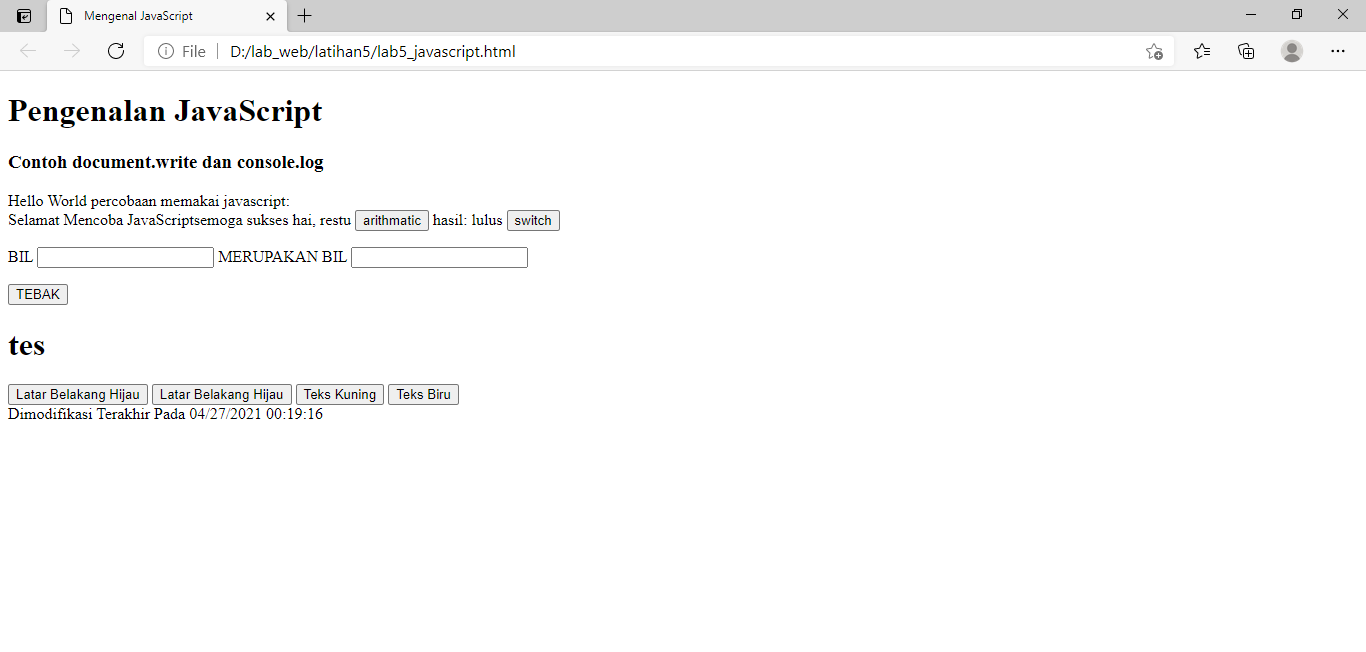 Mengenal JavaScript
File D:/lab_web/latihan5/lab5_javascript.html
Pengenalan JavaScript
Contoh document.write dan console.log
Hello World percobaan memakai javascript:
Selamat Mencoba JavaScriptsemoga sukses hai, restu arithmatic hasil: lulus switch
BIL MERUPAKAN BIL
TEBAK
tes
Latar Belakang Hijau Latar Belakang Hijau Teks Kuning Teks Biru
Dimodifikasi Terakhir Pada 04/27/2021 00:19:16